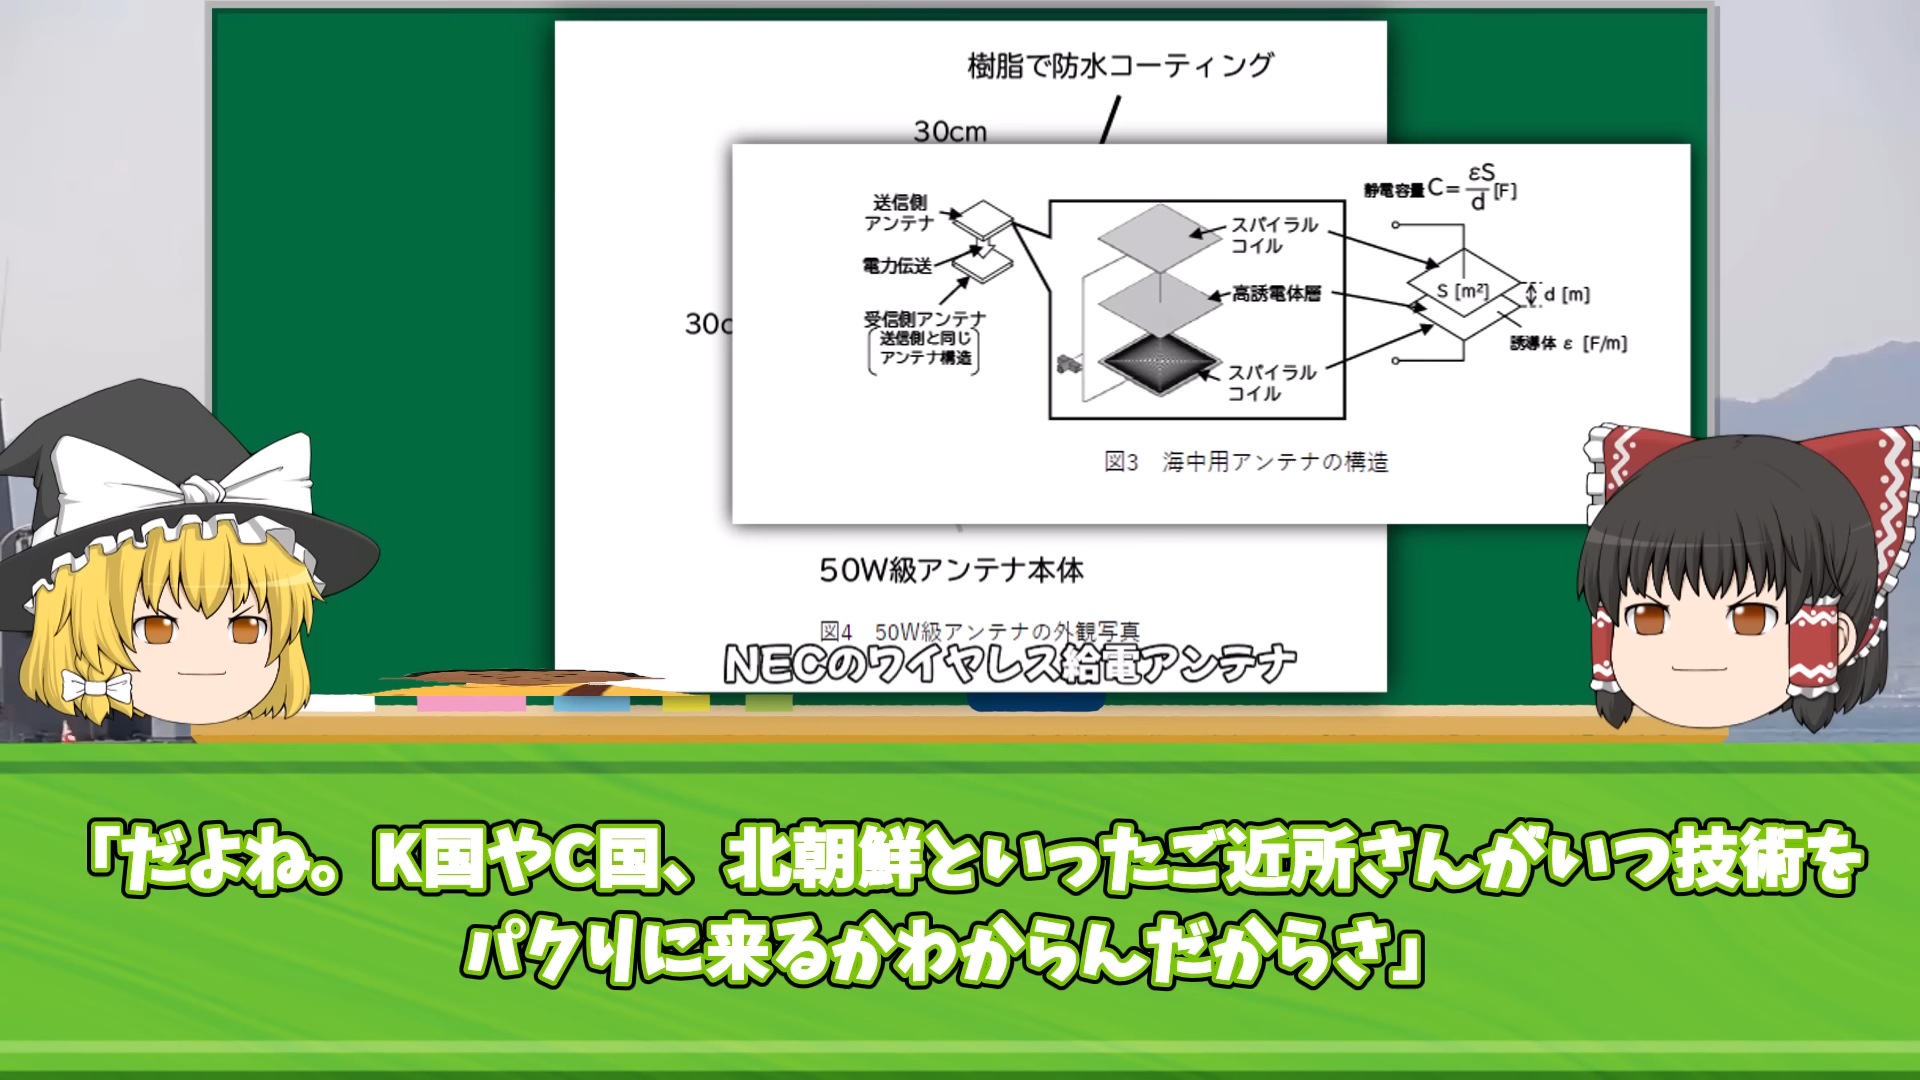 樹脂で防水コーティング
30cm
30c
送信側
アンテナ
電力伝送
受信側アンテナ
送信側と同じ
アンテナ構造
スパイラル
コイル
高誘電体層
スパイラル
コイル
静電容量 C= εS/d [F]
S [m²]
d [m]
誘導体 ε [F/m]
図3 海中用アンテナの構造
50W級アンテナ本体
図4 50W級アンテナの外観写真
NECのワイヤレス給電アンテナ
「だよね。K国やC国、北朝鮮といったご近所さんがいつ技術を
パクりに来るかわからんだからさ」